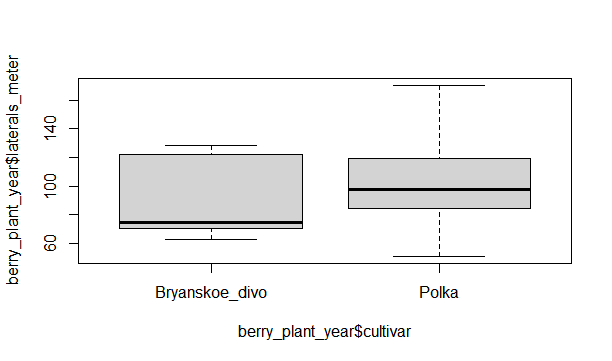 berry_plant_year$laterals_meter
140
100
60
Bryanskoe_divo
Polka
berry_plant_year$cultivar